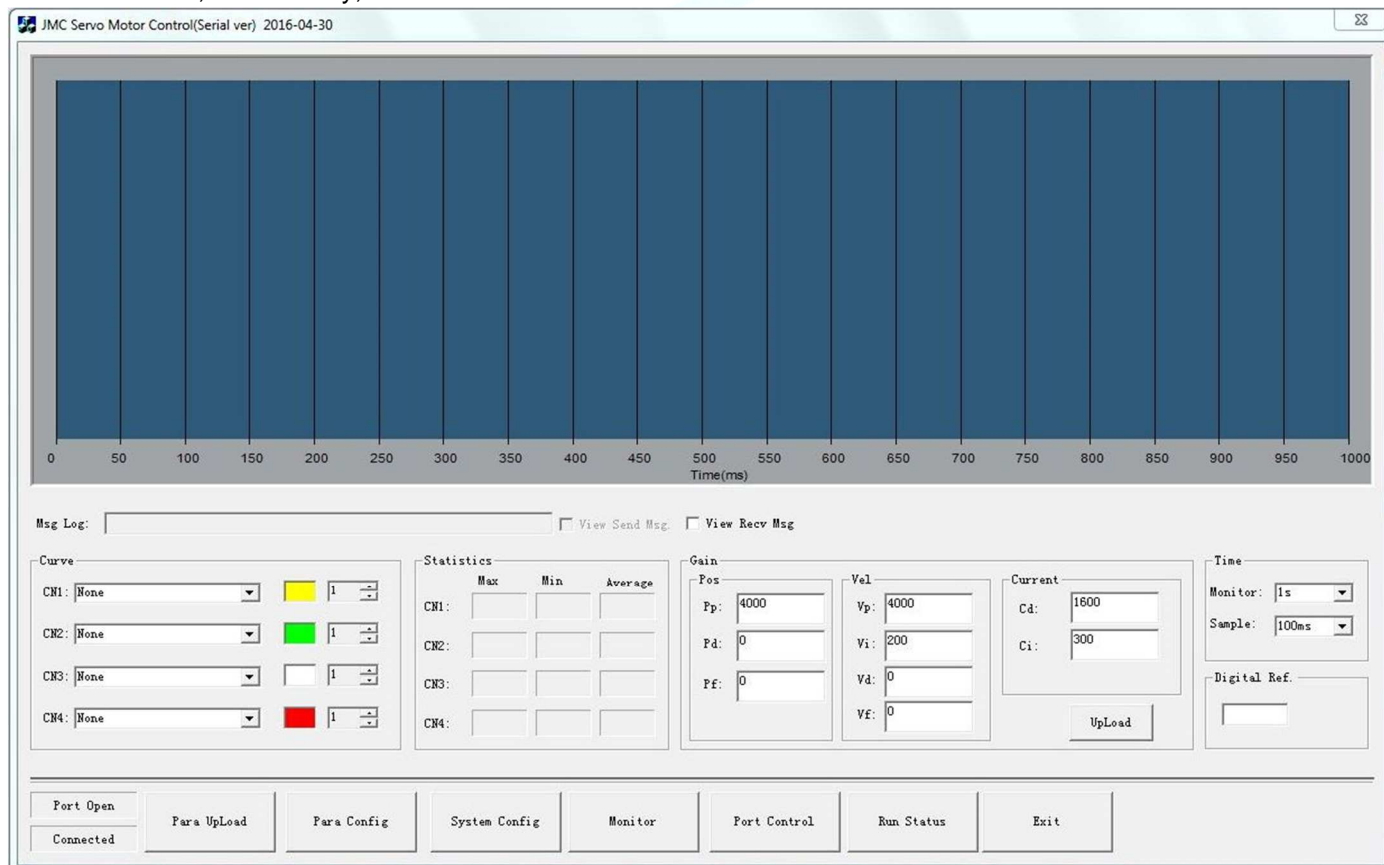 JMC Servo Motor Control(Serial ver) 2016-04-30
0 50 100 150 200 250 300 350 400 450 500 550 600 650 700 750 800 850 900 950 1000
Time(ms)
Msg Log: View Send Msg. View Recv Msg
Curve
CN1: None 1
CN2: None 1
CN3: None 1
CN4: None 1
Statistics
Max Min Average
CN1:
CN2:
CN3:
CN4:
Gain
Pos
Pp: 4000
Pd: 0
Pf: 0
Vel
Vp: 4000
Vi: 200
Vd: 0
Vf: 0
Current
Cd: 1600
Ci: 300
UpLoad
Time
Monitor: 1s
Sample: 100ms
Digital Ref.
Port Open
Connected
Para UpLoad
Para Config
System Config
Monitor
Port Control
Run Status
Exit